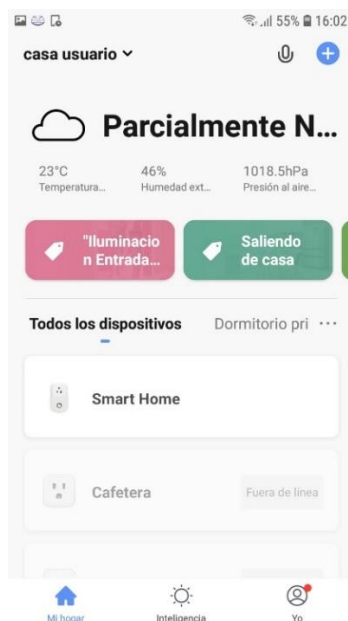 55% 16:02
casa usuario
Parcialmente N...
23°C 46% 1018.5hPa
Temperatura... Humedad ext... Presión al aire...
"Iluminacio
n Entrada...
Saliendo
de casa
Todos los dispositivos Dormitorio pri ...
Smart Home
Cafetera Fuera de línea
Mi hogar Inteligencia Yo